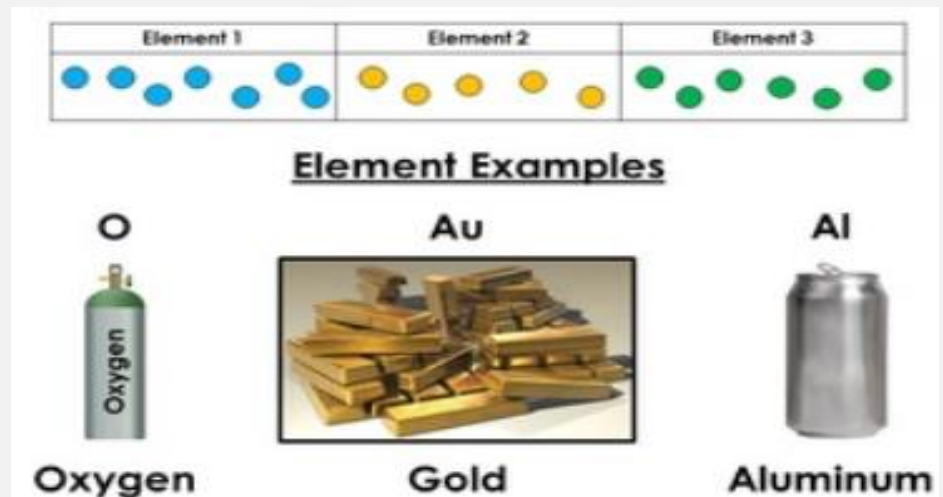 Element 1 Element 2 Element 3
Element Examples
O Au Al
Oxygen
Oxygen Gold Aluminum